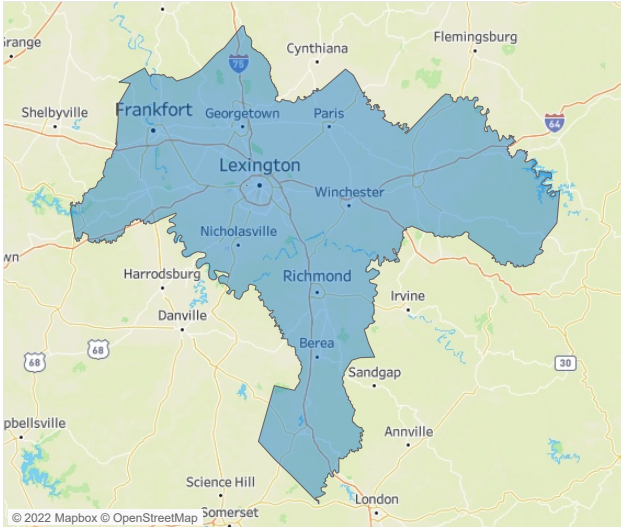 Flemingsburg
Grange
Cynthiana
75
Shelbyville
Frankfort
Georgetown
Paris
64
Lexington
Winchester
Nicholasville
wn
Harrodsburg
Richmond
Irvine
Danville
Berea
68
68
30
Sandgap
pbellsville
Annville
Science Hill
London
Somerset
© 2022 Mapbox © OpenStreetMap